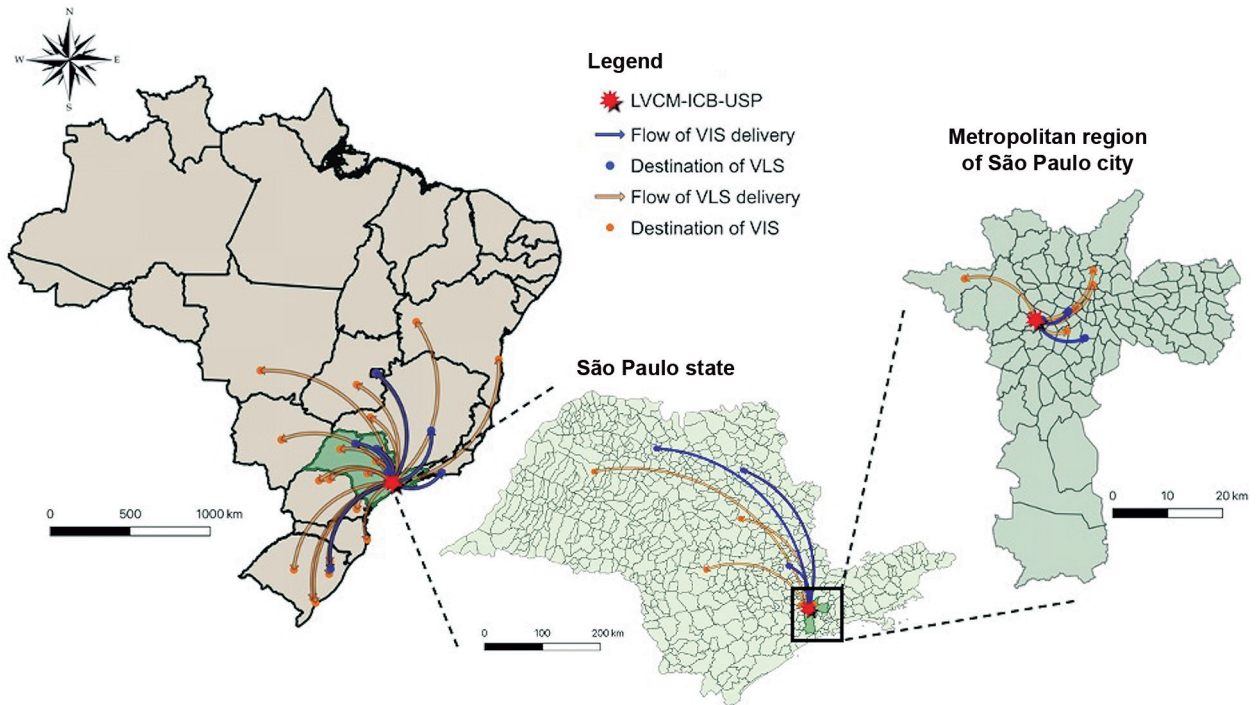 N
W
E
S
Legend
LVCM-ICB-USP
Flow of VIS delivery
Destination of VLS
Flow of VLS delivery
Destination of VIS
Metropolitan region
of São Paulo city
São Paulo state
0 500 1000 km
0 100 200 km
0 10 20 km